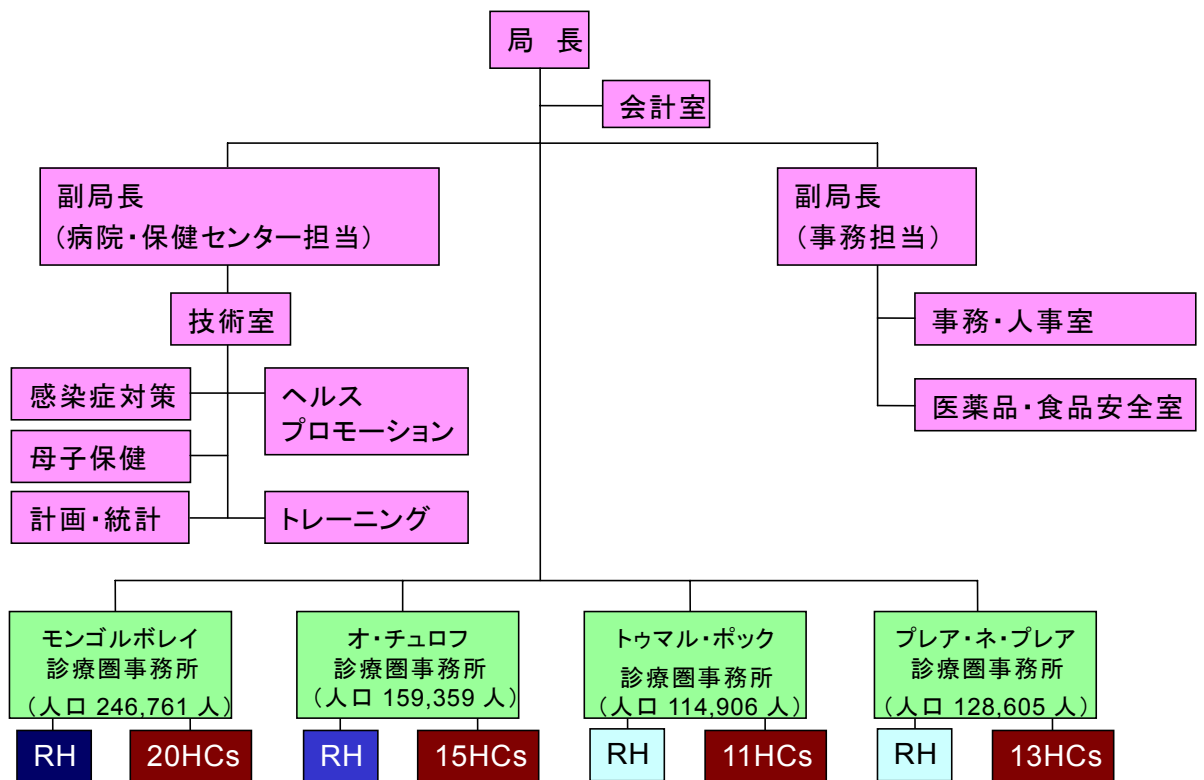 局　長
会計室
副局長
（病院・保健センター担当）
副局長
（事務担当）
技術室
事務・人事室
感染症対策
ヘルス
プロモーション
医薬品・食品安全室
母子保健
計画・統計
トレーニング
モンゴルボレイ
診療圏事務所
（人口 246,761 人）
オ・チュロフ
診療圏事務所
（人口 159,359 人）
トゥマル・ポック
診療圏事務所
（人口 114,906 人）
プレア・ネ・プレア
診療圏事務所
（人口 128,605 人）
RH
20HCs
RH
15HCs
RH
11HCs
RH
13HCs